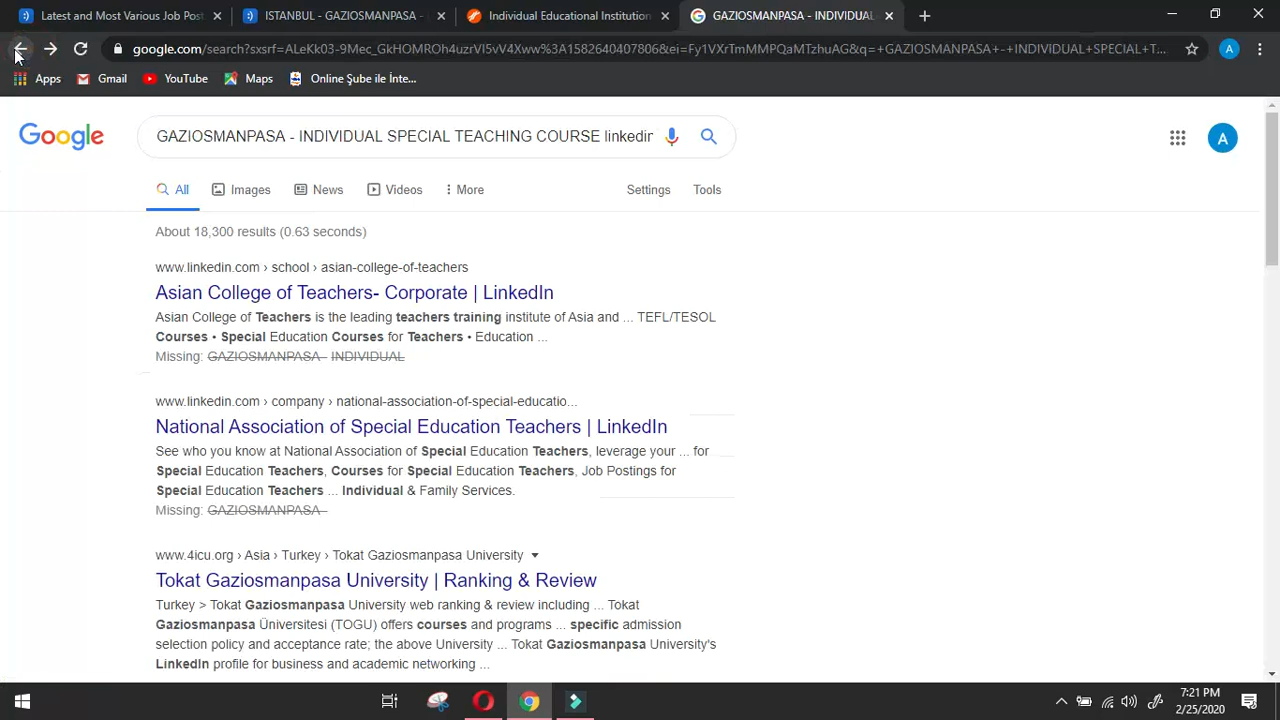 Latest and Most Various Job Post
ISTANBUL - GAZIOSMANPASA -
Individual Educational Institution
GAZIOSMANPASA - INDIVIDUAL
google.com/search?sxsrf=ALeKk03-9Mec_GkHOMROh4uzrVI5vV4Xww%3A1582640407806&ei=Fy1VXrTmMMPQaMTzhuAG&q=+GAZIOSMANPASA+-+INDIVIDUAL+SPECIAL+T...
A
Apps
Gmail
YouTube
Maps
Online Şube ile İnte...
Google
GAZIOSMANPASA - INDIVIDUAL SPECIAL TEACHING COURSE linkedin
A
All
Images
News
Videos
More
Settings
Tools
About 18,300 results (0.63 seconds)
www.linkedin.com › school › asian-college-of-teachers
Asian College of Teachers- Corporate | LinkedIn
Asian College of Teachers is the leading teachers training institute of Asia and ... TEFL/TESOL
Courses • Special Education Courses for Teachers • Education ...
Missing: GAZIOSMANPASA - INDIVIDUAL
www.linkedin.com › company › national-association-of-special-educatio...
National Association of Special Education Teachers | LinkedIn
See who you know at National Association of Special Education Teachers, leverage your ... for
Special Education Teachers, Courses for Special Education Teachers, Job Postings for
Special Education Teachers ... Individual & Family Services.
Missing: GAZIOSMANPASA -
www.4icu.org › Asia › Turkey › Tokat Gaziosmanpasa University
Tokat Gaziosmanpasa University | Ranking & Review
Turkey > Tokat Gaziosmanpasa University web ranking & review including ... Tokat
Gaziosmanpasa Üniversitesi (TOGU) offers courses and programs ... specific admission
selection policy and acceptance rate; the above University ... Tokat Gaziosmanpasa University's
LinkedIn profile for business and academic networking ...
7:21 PM
2/25/2020